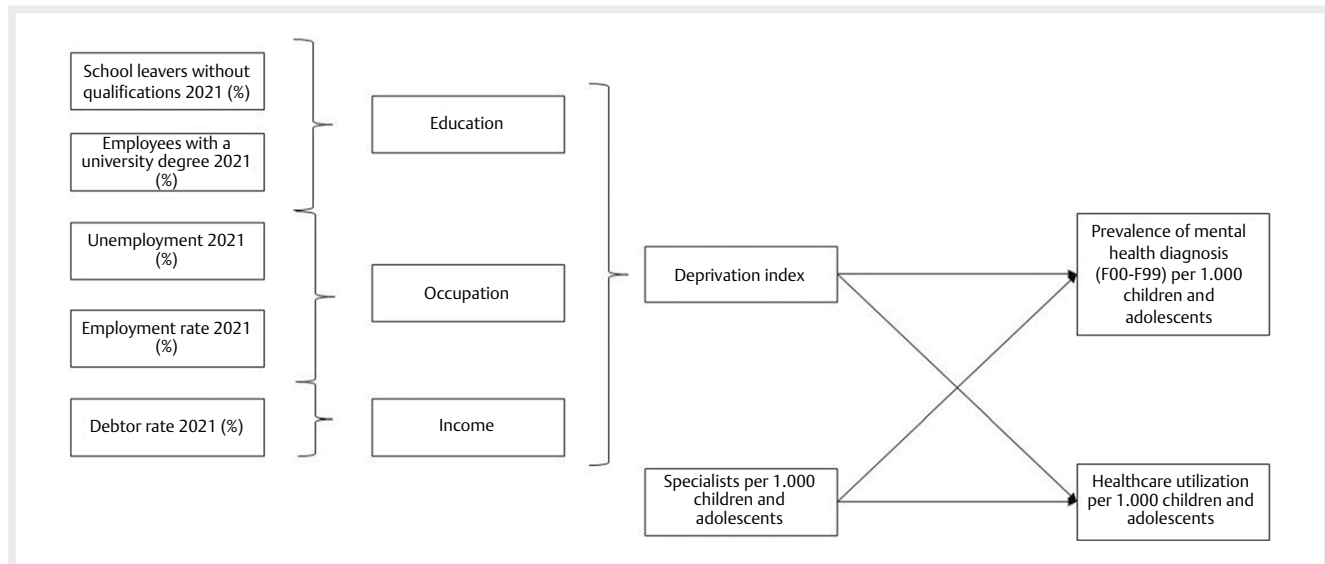 School leavers without
qualifications 2021 (%)
Employees with a
university degree 2021
(%)
Unemployment 2021
(%)
Employment rate 2021
(%)
Debtor rate 2021 (%)
Education
Occupation
Income
Deprivation index
Specialists per 1.000
children and
adolescents
Prevalence of mental
health diagnosis
(F00-F99) per 1.000
children and
adolescents
Healthcare utilization
per 1.000 children and
adolescents